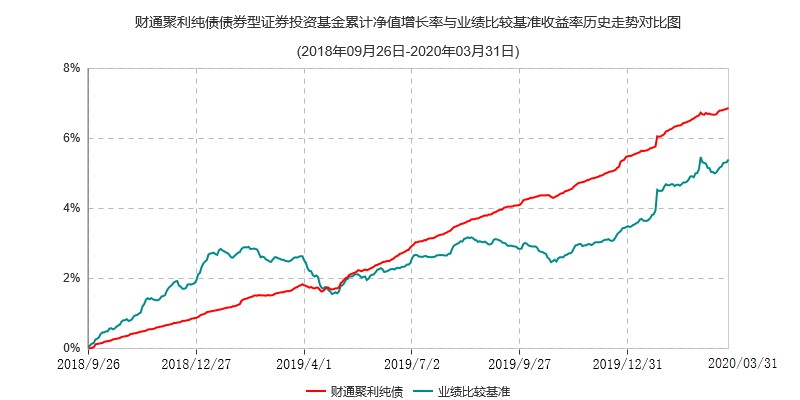 财通聚利纯债债券型证券投资基金累计净值增长率与业绩比较基准收益率历史走势对比图
(2018年09月26日-2020年03月31日)
8%
6%
4%
2%
0%
2018/9/26 2018/12/27 2019/4/1 2019/7/2 2019/9/27 2019/12/31 2020/03/31
财通聚利纯债 业绩比较基准